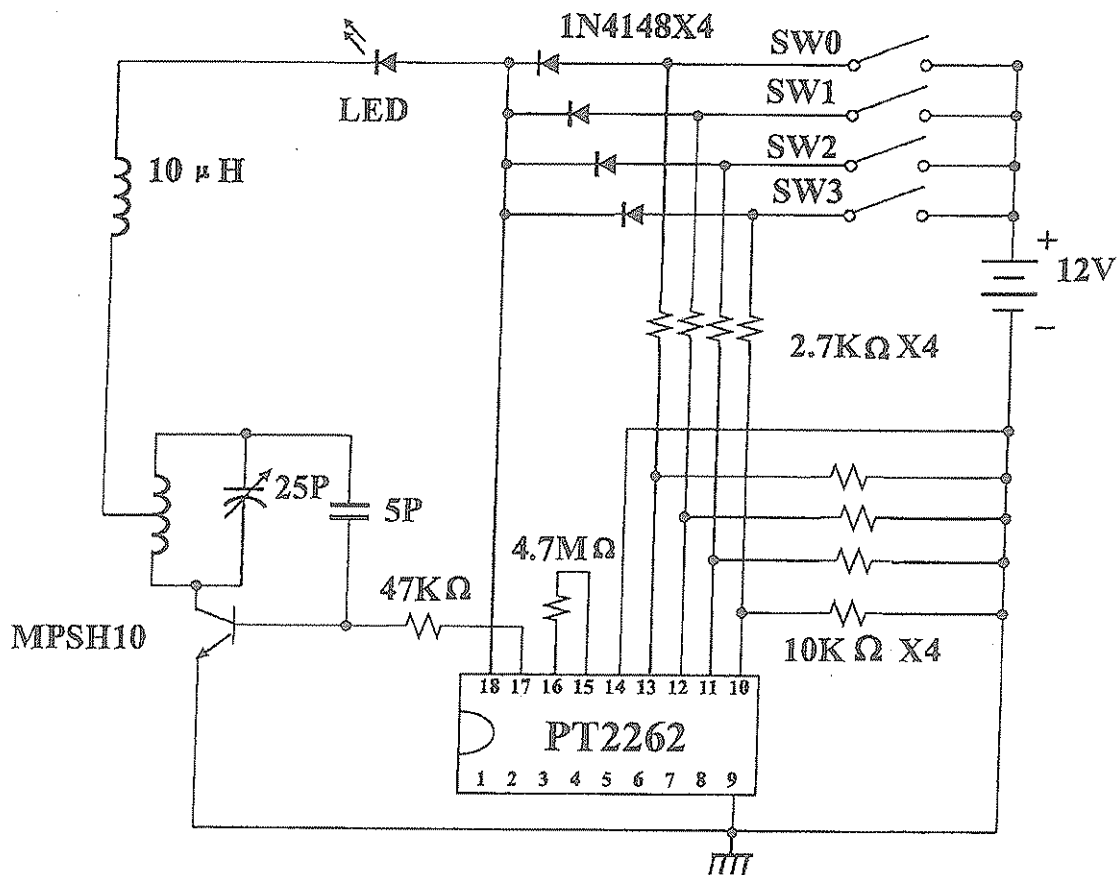 1N4148X4
SW0
LED
SW1
10 μH
SW2
SW3
+
12V
−
2.7KΩ X4
25P
5P
4.7MΩ
47KΩ
MPSH10
10KΩ X4
18 17 16 15 14 13 12 11 10
PT2262
1 2 3 4 5 6 7 8 9